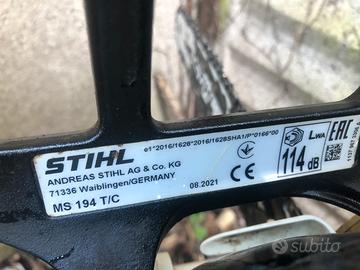 e1*2016/1628*2016/1628SHA1/P*0166*00
STIHL
ANDREAS STIHL AG & Co. KG
71336 Waiblingen/GERMANY
08.2021
MS 194 T/C
CE
LWA
114 dB
EAC
subito